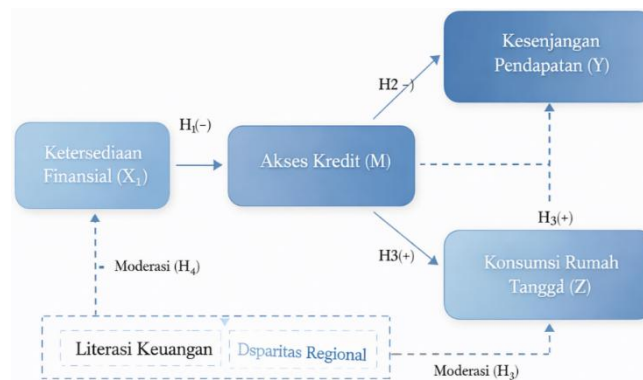 Kesenjangan
Pendapatan (Y)
H2 –)
H₁(–)
Ketersediaan
Finansial (X₁)
Akses Kredit (M)
H₃(+)
H3(+)
Konsumsi Rumah
Tangga (Z)
Moderasi (H₄)
Literasi Keuangan
Dsparitas Regional
Moderasi (H₃)